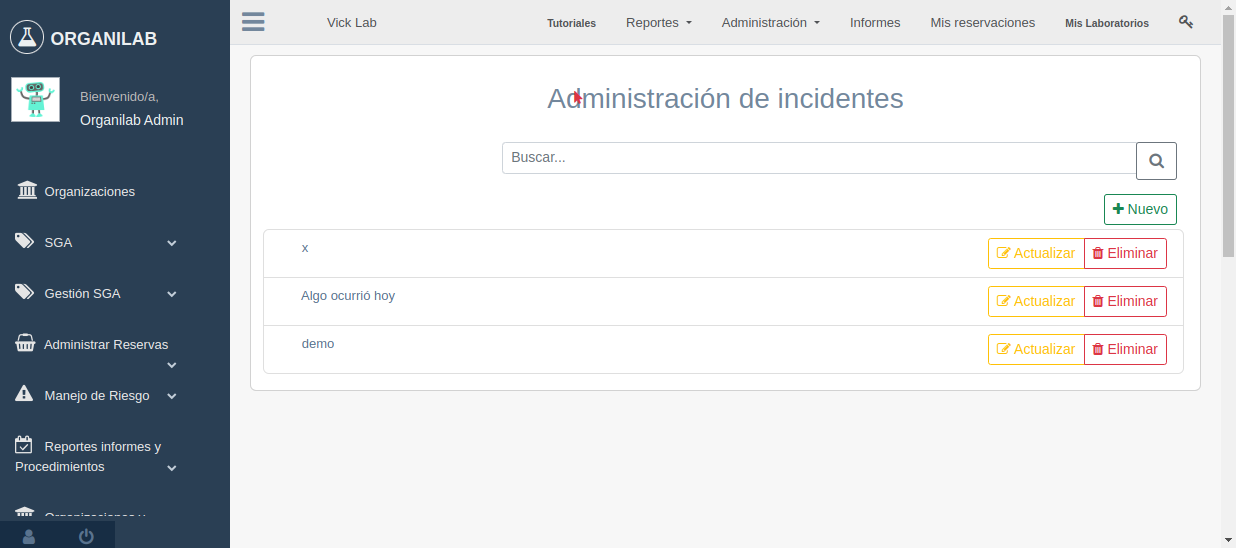 ORGANILAB
Bienvenido/a,
Organilab Admin
Organizaciones
SGA
Gestión SGA
Administrar Reservas
Manejo de Riesgo
Reportes informes y
Procedimientos
Organizaciones y
Vick Lab
Tutoriales
Reportes
Administración
Informes
Mis reservaciones
Mis Laboratorios
Administración de incidentes
Buscar...
Nuevo
x
Actualizar
Eliminar
Algo ocurrió hoy
Actualizar
Eliminar
demo
Actualizar
Eliminar